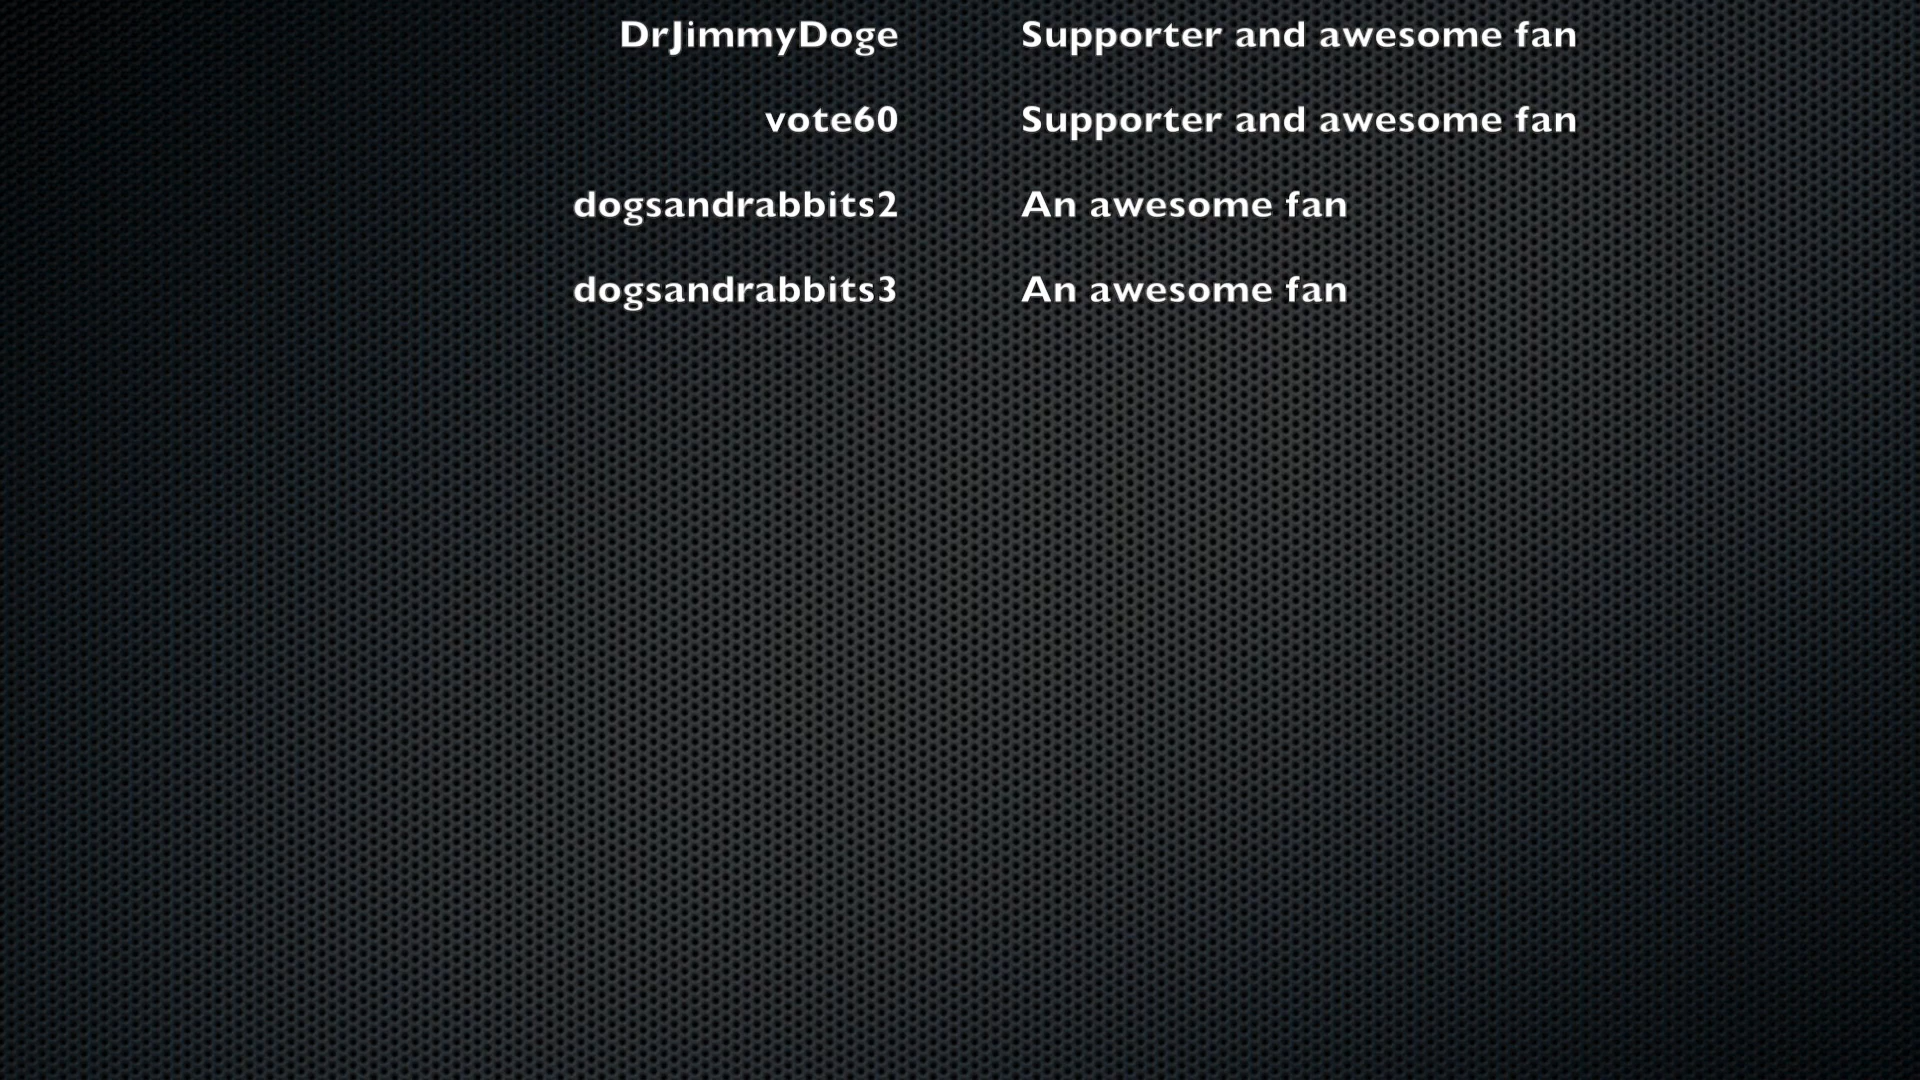 DrJimmyDoge Supporter and awesome fan
vote60 Supporter and awesome fan
dogsandrabbits2 An awesome fan
dogsandrabbits3 An awesome fan